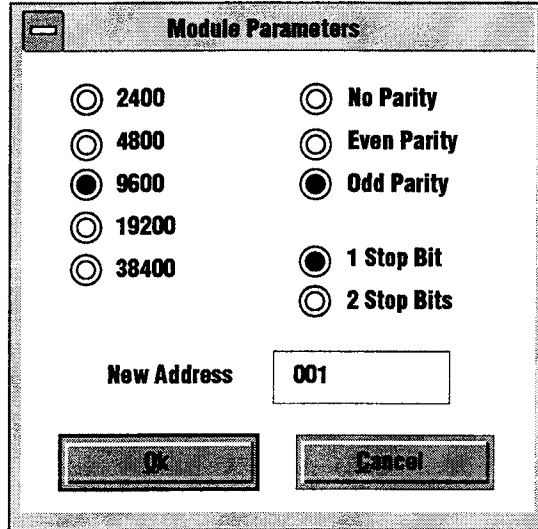 Module Parameters
2400
4800
9600
19200
38400
No Parity
Even Parity
Odd Parity
1 Stop Bit
2 Stop Bits
New Address 001
Ok
Cancel